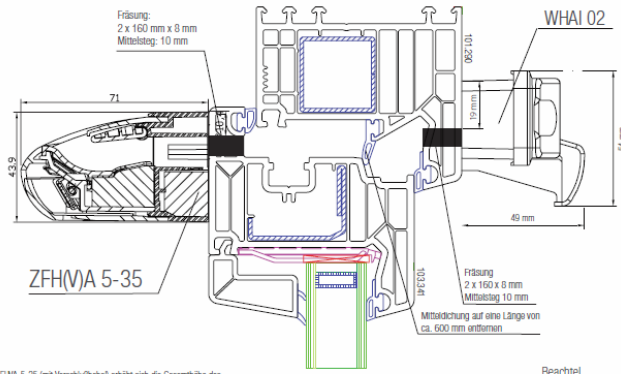 Fräsung:
2 x 160 mm x 8 mm
Mittelsteg: 10 mm
WHAI 02
101.290
71
19 mm
43,9
49 mm
ZFH(V)A 5-35
103.341
Fräsung
2 x 160 x 8 mm
Mittelsteg 10 mm
Mitteldichtung auf eine Länge von
ca. 600 mm entfernen
Beachte!